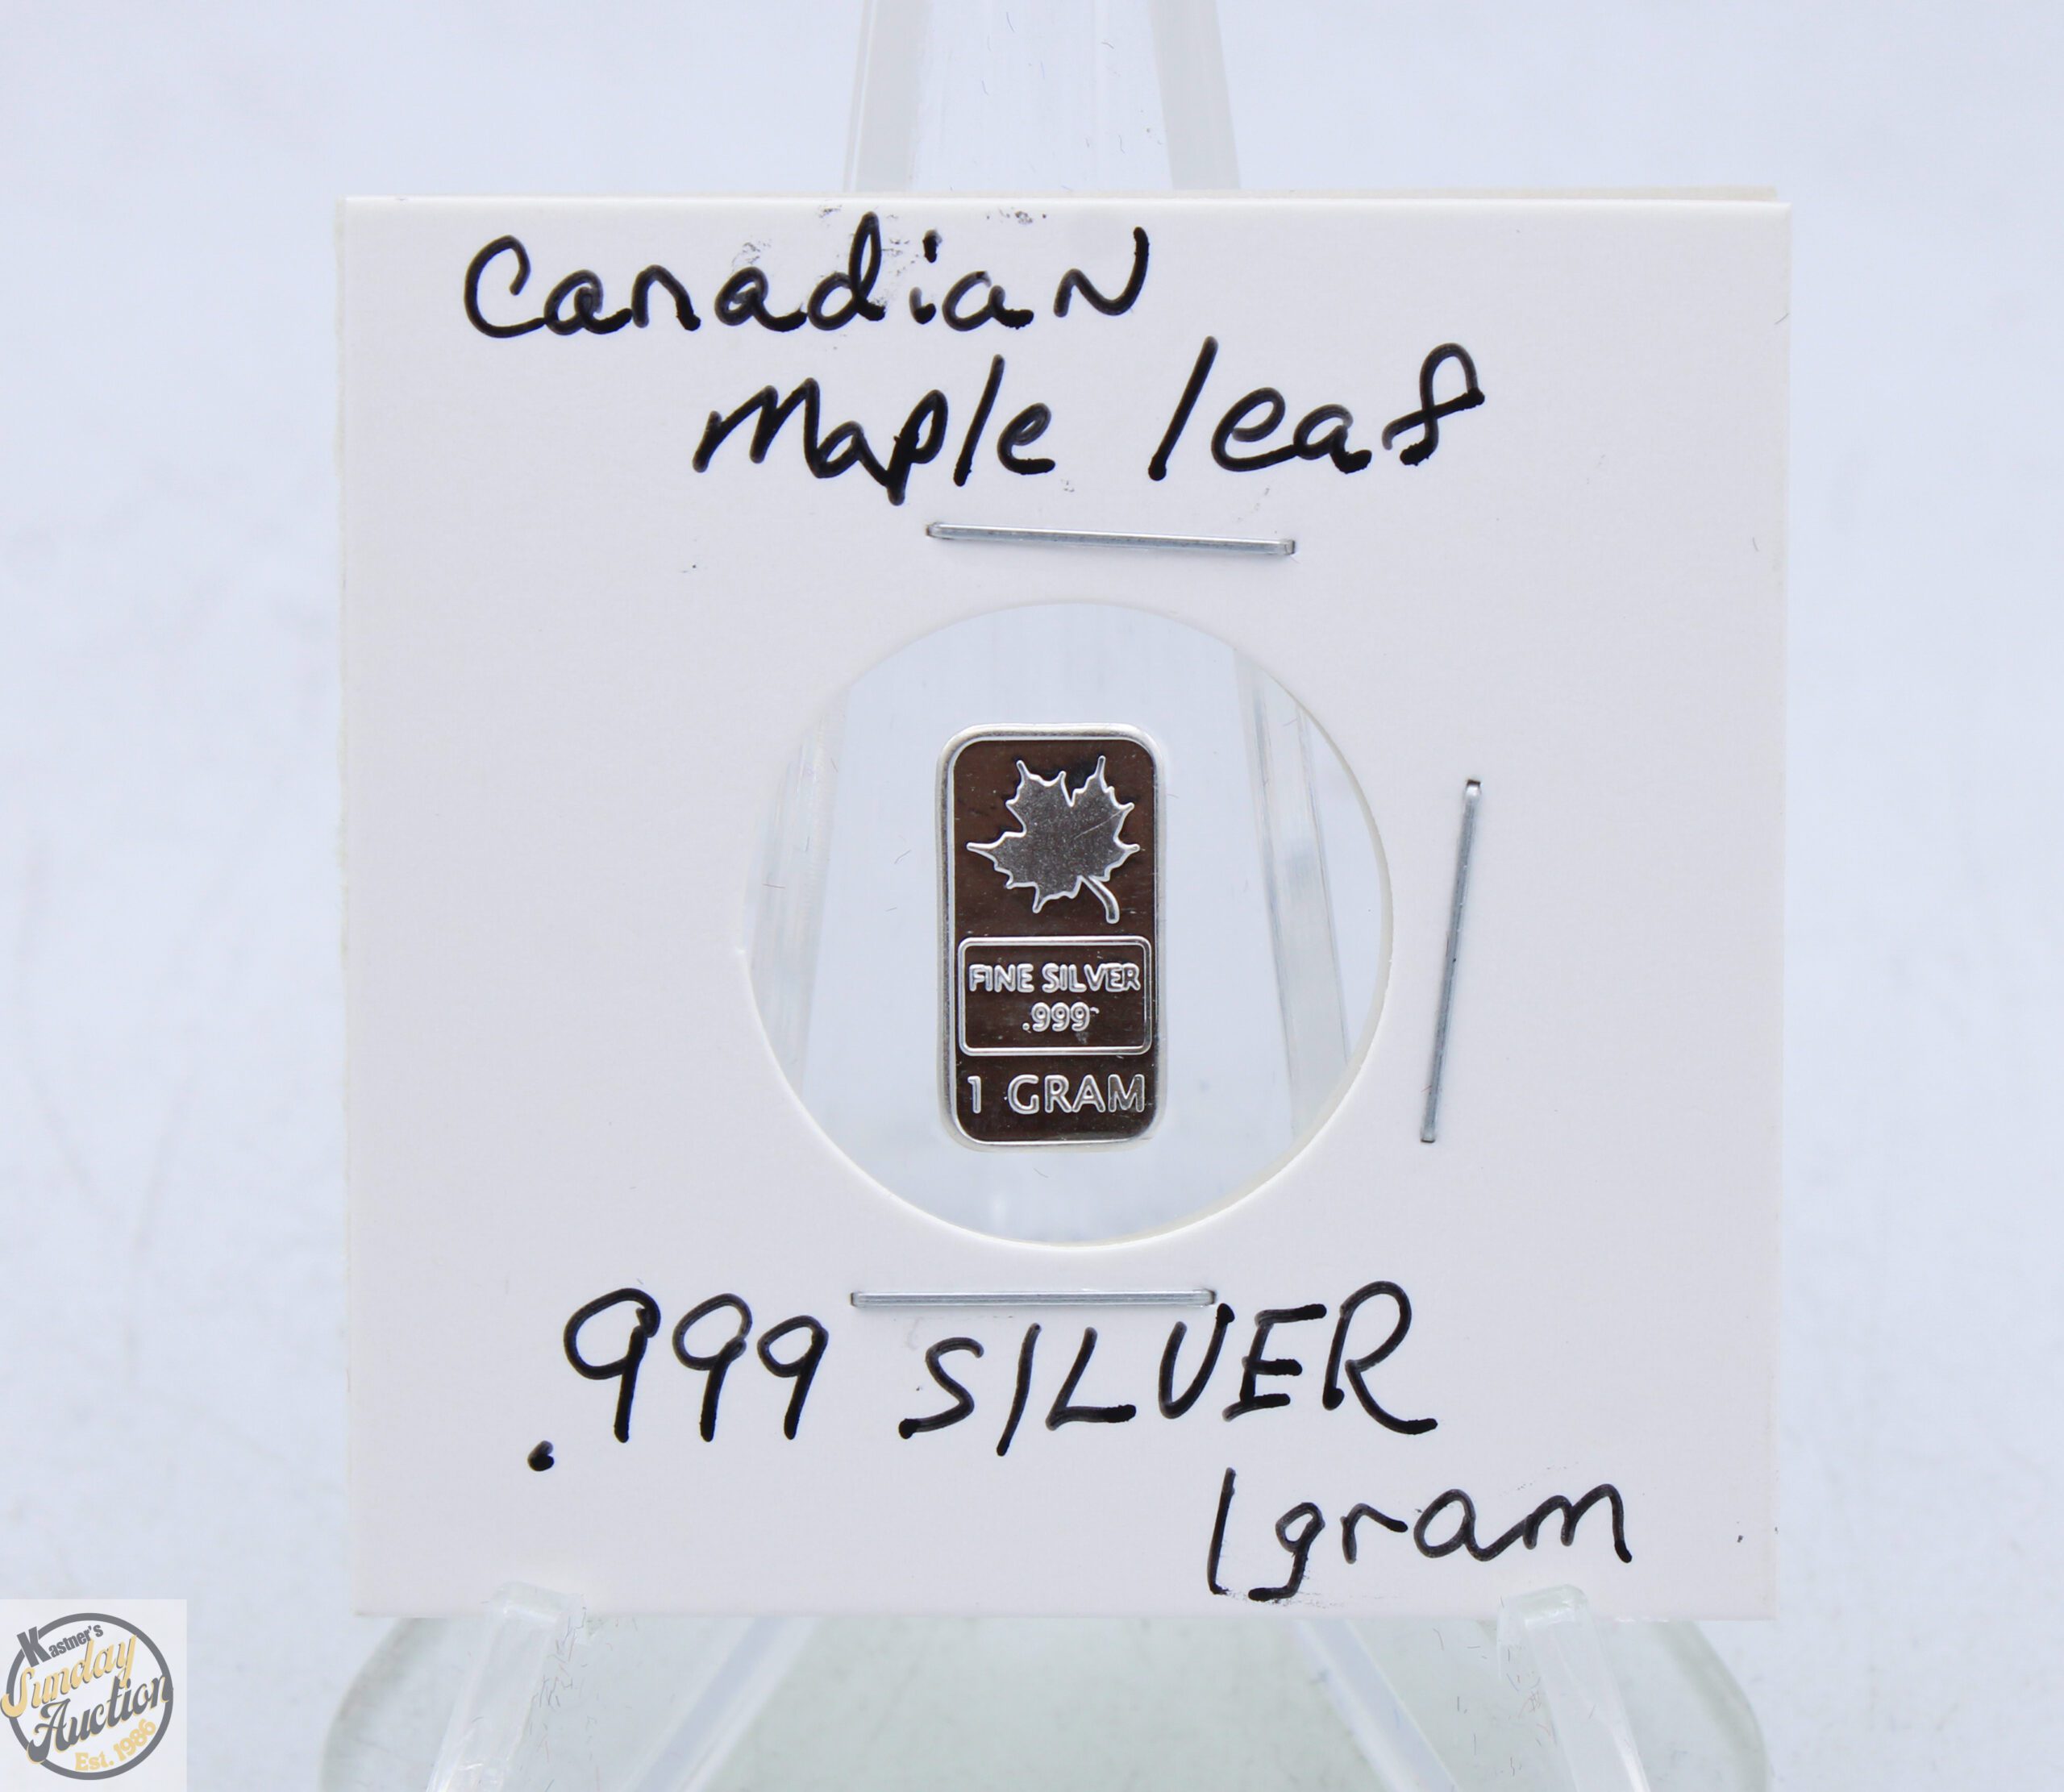 Canadian
Maple leaf
FINE SILVER
.999
1 GRAM
.999 SILVER
1gram
Kastner's
Sunday
Auction
Est. 1986